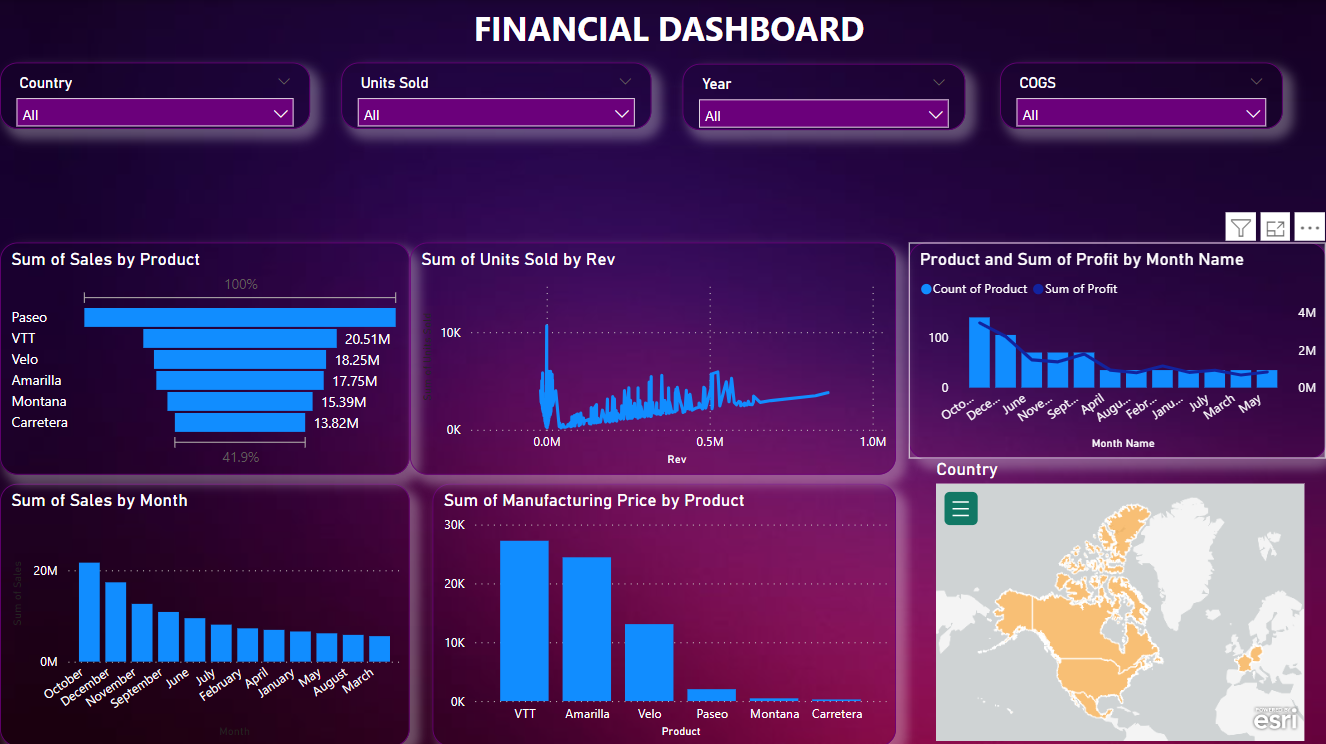 FINANCIAL DASHBOARD
Country
All
Units Sold
All
Year
All
COGS
All
Sum of Sales by Product
100%
Paseo
VTT 20.51M
Velo 18.25M
Amarilla 17.75M
Montana 15.39M
Carretera 13.82M
41.9%
Sum of Units Sold by Rev
10K
0K
0.0M 0.5M 1.0M
Rev
Product and Sum of Profit by Month Name
Count of Product Sum of Profit
100
0
4M
2M
0M
Octo... Dece... June Nove... Sept... April Augu... Febr... Janu... July March May
Month Name
Sum of Sales by Month
Sum of Sales
20M
0M
October December November September June July February April January May August March
Month
Sum of Manufacturing Price by Product
30K
20K
10K
0K
VTT Amarilla Velo Paseo Montana Carretera
Product
Country
POWERED BY
esri